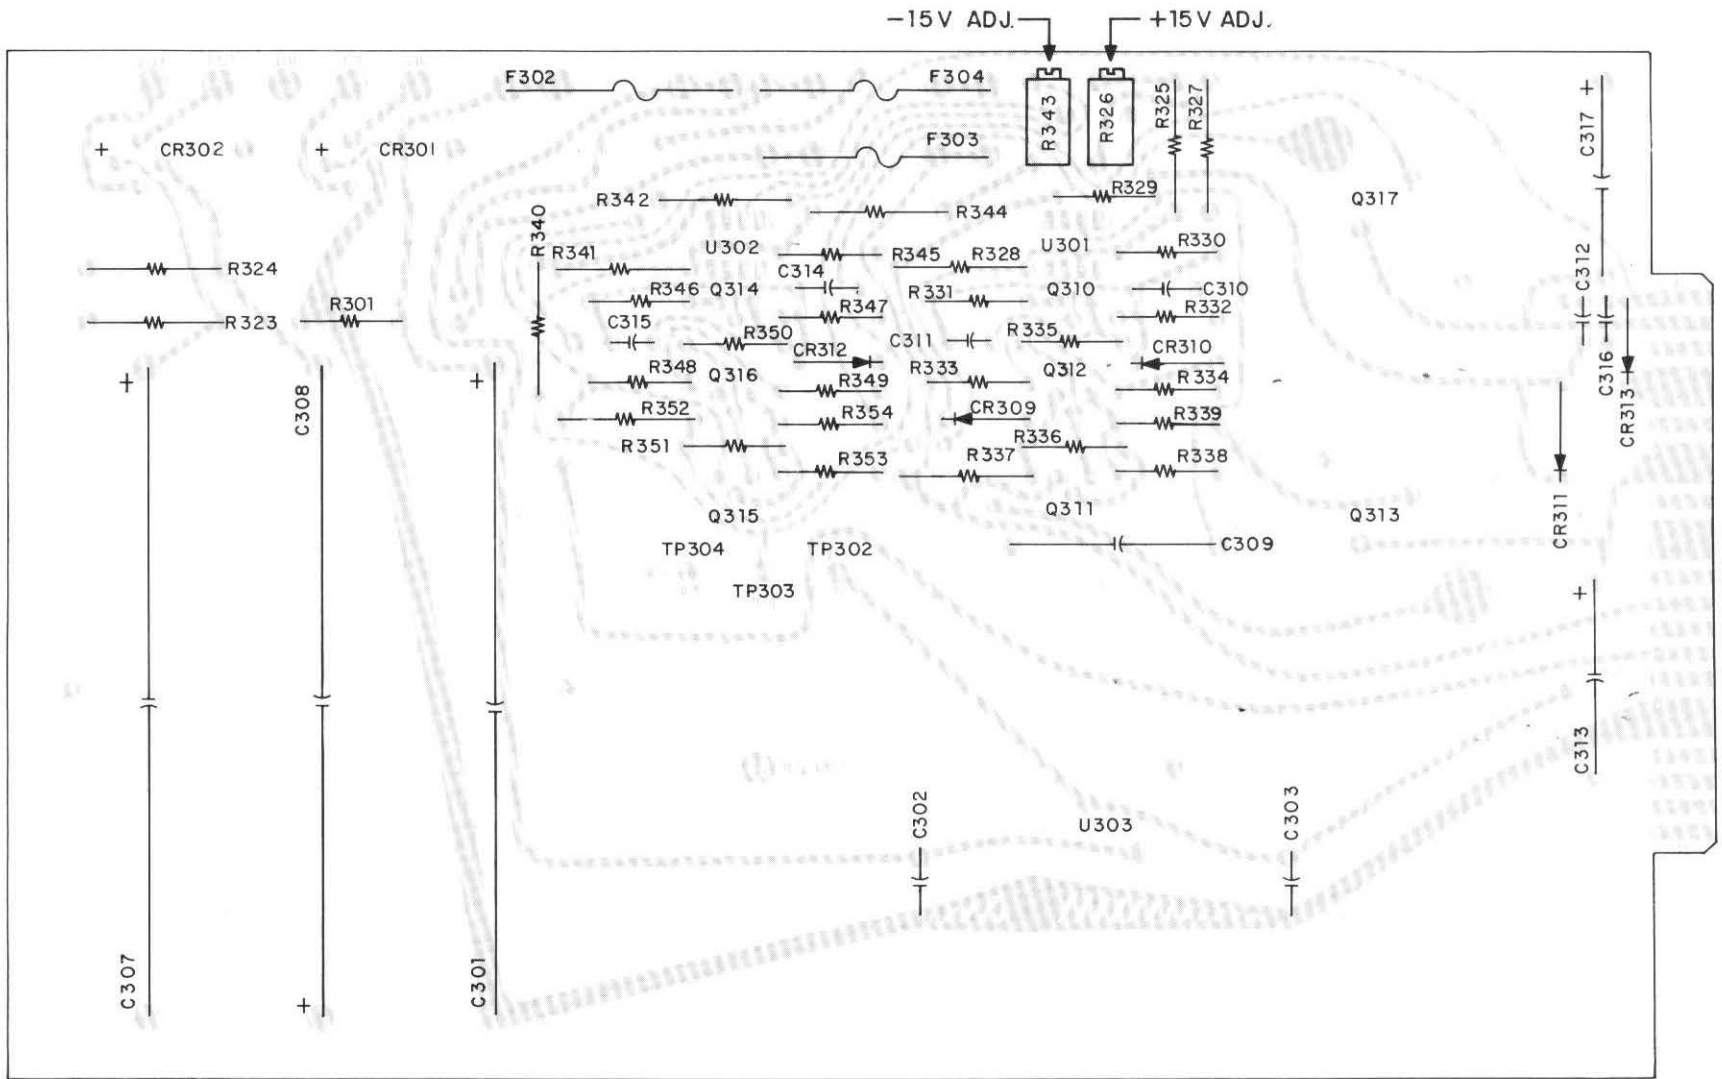 -15V ADJ. +15V ADJ.
F302 F304
R343 R326 R325 R327
C317 +
+ CR302 + CR301
F303
R342 R329 Q317
R344
R340
R341 U302 R345 R328 U301 R330
R324 C314 C312
R346 Q314 R331 Q310 C310
R323 R301 R347 R332
C315 R350 C311 R335
CR312 CR310
+ + R348 Q316 R349 R333 Q312 R334 C316
C308 R352 R354 CR309 R339 CR313
R351 R336
R353 R337 R338
Q315 Q311 Q313 CR311
TP304 TP302 C309
TP303 +
C313
C302 U303 C303
C307 + C301